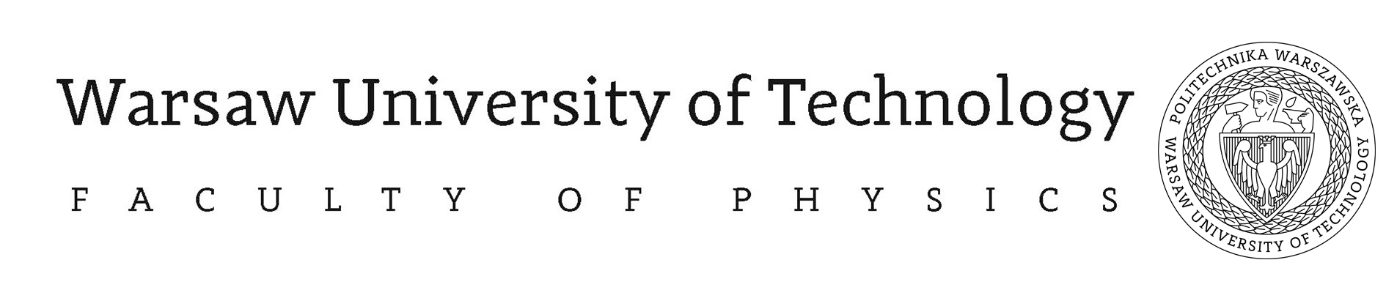 Warsaw University of Technology
FACULTY OF PHYSICS
POLITECHNIKA WARSZAWSKA
WARSAW UNIVERSITY OF TECHNOLOGY